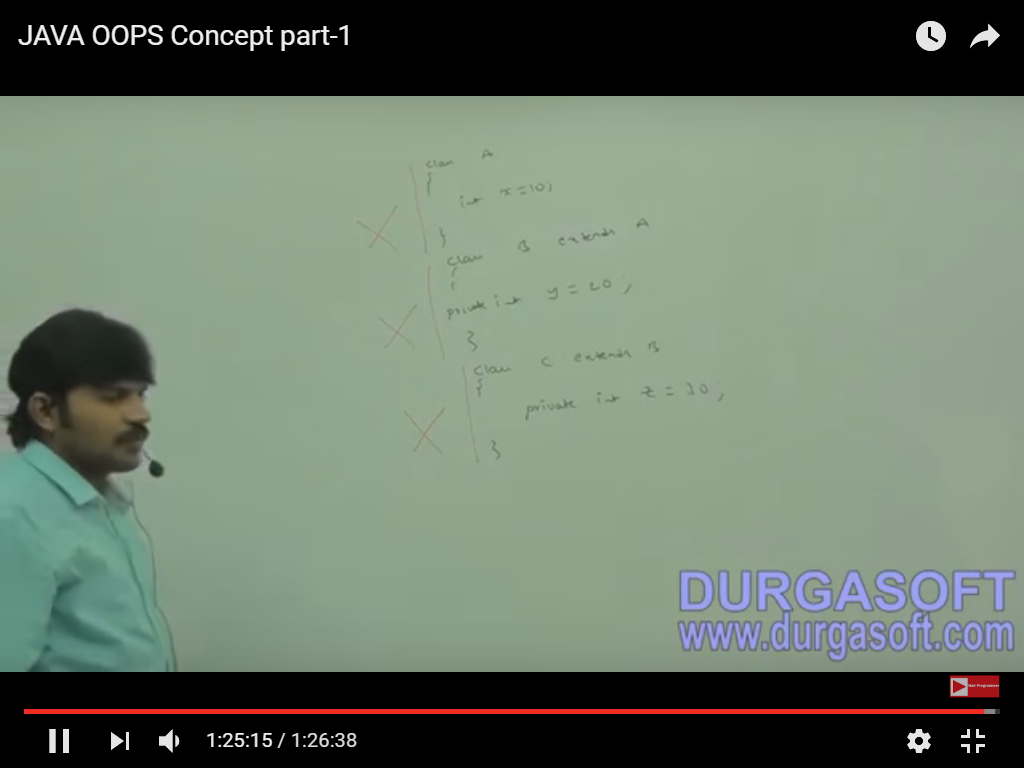 JAVA OOPS Concept part-1
class A
{
int x=10;
}
class B extends A
{
private int y = 20;
}
class C extends B
{
private int z = 30;
}
DURGASOFT
www.durgasoft.com
1:25:15 / 1:26:38